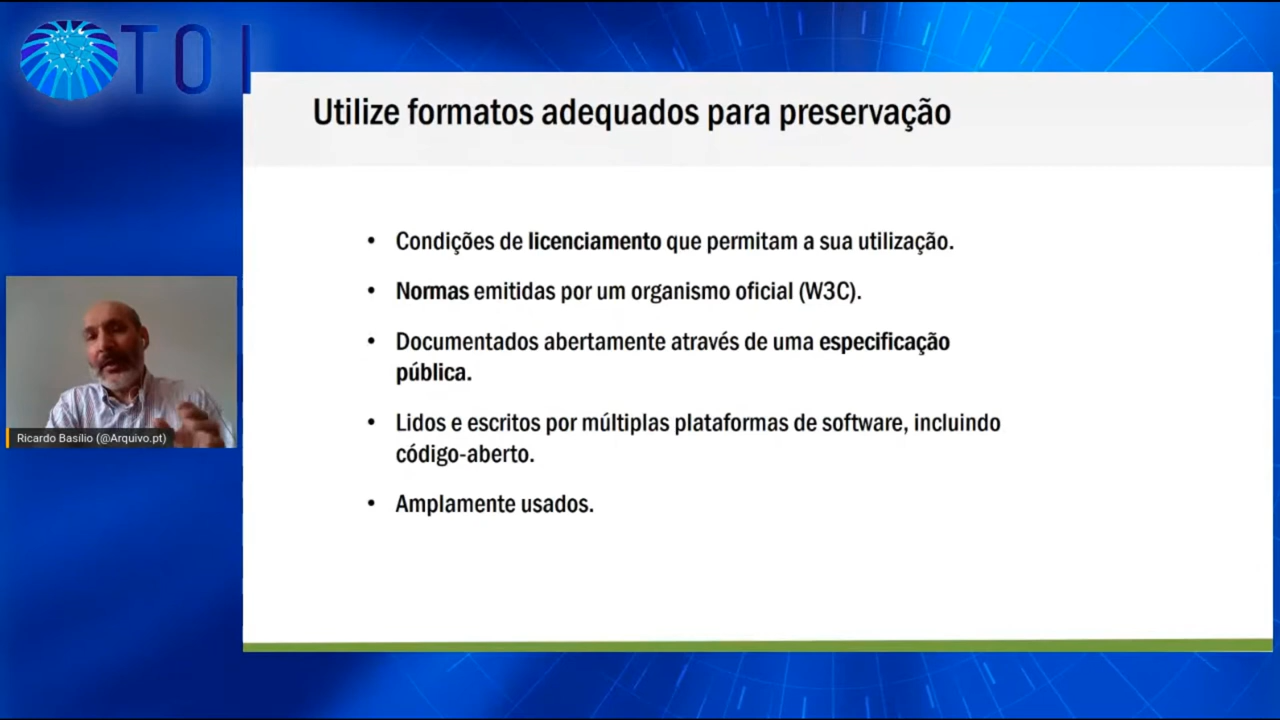 TOI
Utilize formatos adequados para preservação
• Condições de licenciamento que permitam a sua utilização.
• Normas emitidas por um organismo oficial (W3C).
• Documentados abertamente através de uma especificação
pública.
• Lidos e escritos por múltiplas plataformas de software, incluindo
código-aberto.
• Amplamente usados.
Ricardo Basílio (@Arquivo.pt)